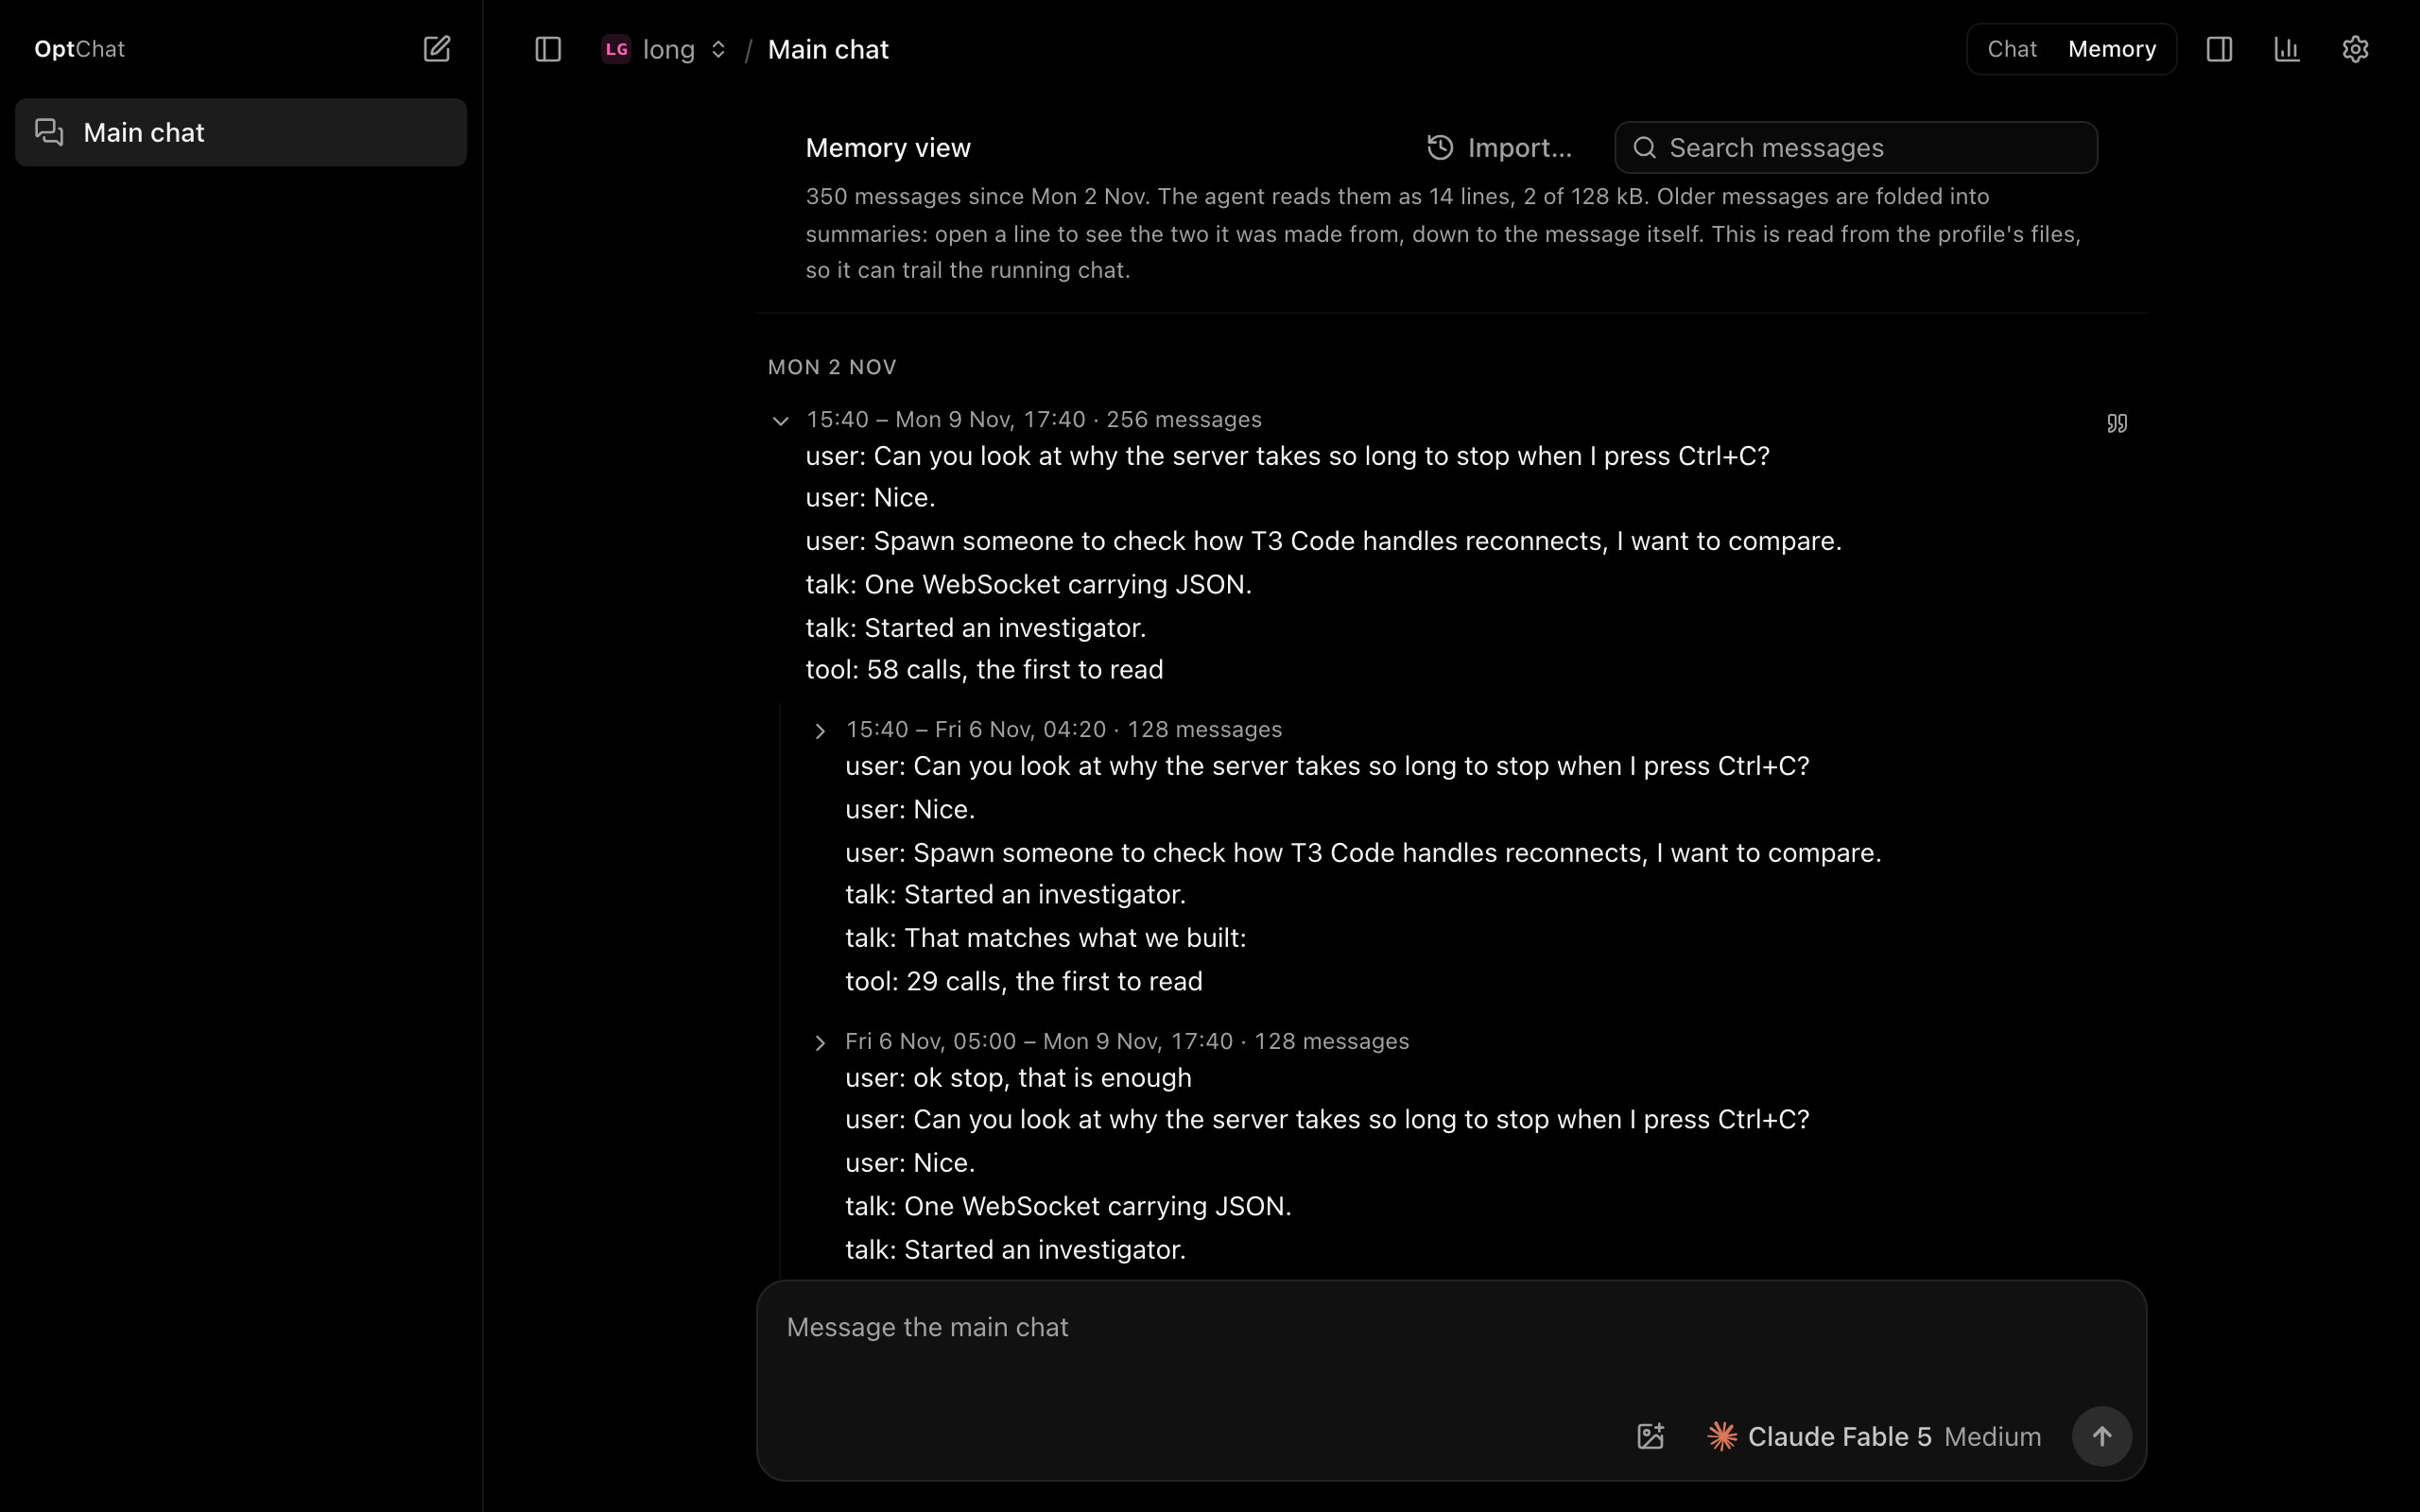 OptChat
LG long / Main chat
Chat Memory
Main chat
Memory view
Import...
Search messages
350 messages since Mon 2 Nov. The agent reads them as 14 lines, 2 of 128 kB. Older messages are folded into
summaries: open a line to see the two it was made from, down to the message itself. This is read from the profile's files,
so it can trail the running chat.
MON 2 NOV
15:40 – Mon 9 Nov, 17:40 · 256 messages
user: Can you look at why the server takes so long to stop when I press Ctrl+C?
user: Nice.
user: Spawn someone to check how T3 Code handles reconnects, I want to compare.
talk: One WebSocket carrying JSON.
talk: Started an investigator.
tool: 58 calls, the first to read
15:40 – Fri 6 Nov, 04:20 · 128 messages
user: Can you look at why the server takes so long to stop when I press Ctrl+C?
user: Nice.
user: Spawn someone to check how T3 Code handles reconnects, I want to compare.
talk: Started an investigator.
talk: That matches what we built:
tool: 29 calls, the first to read
Fri 6 Nov, 05:00 – Mon 9 Nov, 17:40 · 128 messages
user: ok stop, that is enough
user: Can you look at why the server takes so long to stop when I press Ctrl+C?
user: Nice.
talk: One WebSocket carrying JSON.
talk: Started an investigator.
Message the main chat
Claude Fable 5 Medium